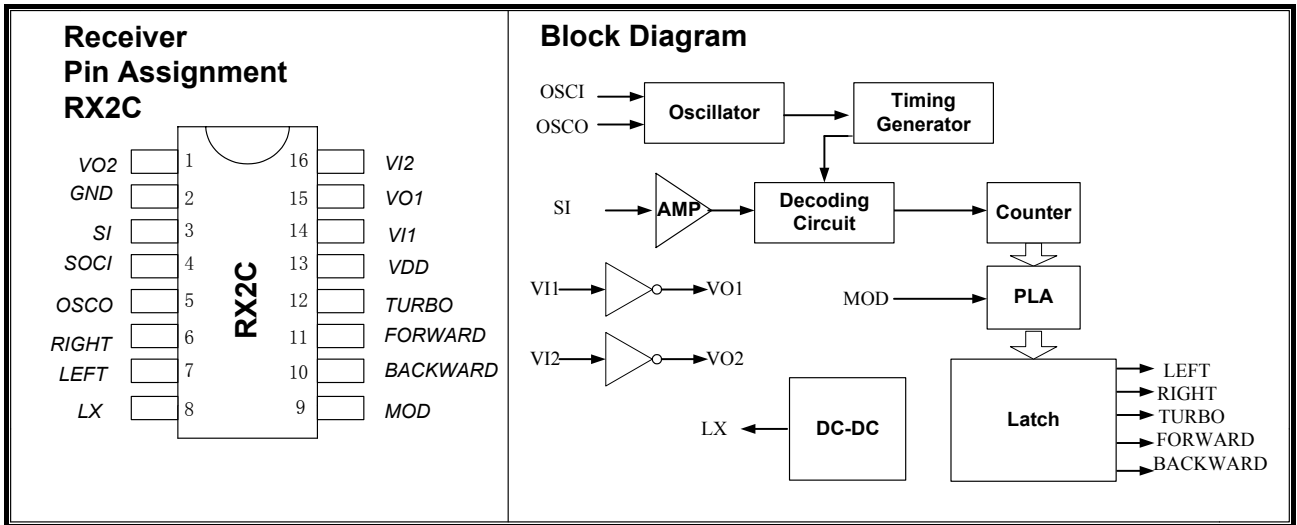 Receiver
Pin Assignment
RX2C
VO2 1 16 VI2
GND 2 15 VO1
SI 3 14 VI1
SOCI 4 13 VDD
OSCO 5 12 TURBO
RIGHT 6 11 FORWARD
LEFT 7 10 BACKWARD
LX 8 9 MOD
RX2C
Block Diagram
OSCI
OSCO
Oscillator
Timing
Generator
SI
AMP
Decoding
Circuit
Counter
VI1
VO1
MOD
PLA
VI2
VO2
LX
DC-DC
Latch
LEFT
RIGHT
TURBO
FORWARD
BACKWARD